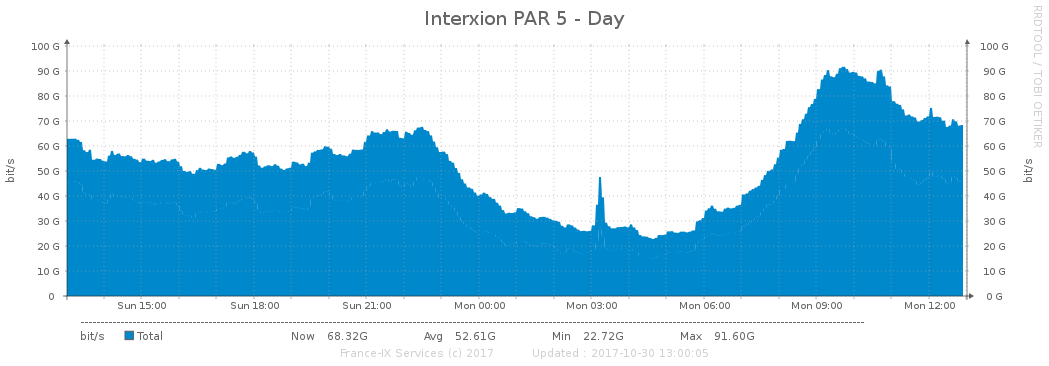 Interxion PAR 5 - Day
RRDTOOL / TOBI OETIKER
bit/s
100 G
90 G
80 G
70 G
60 G
50 G
40 G
30 G
20 G
10 G
0
100 G
90 G
80 G
70 G
60 G
50 G
40 G
30 G
20 G
10 G
0 G
bit/s
Sun 15:00 Sun 18:00 Sun 21:00 Mon 00:00 Mon 03:00 Mon 06:00 Mon 09:00 Mon 12:00
bit/s Total Now 68.32G Avg 52.61G Min 22.72G Max 91.60G
France-IX Services (c) 2017 Updated : 2017-10-30 13:00:05